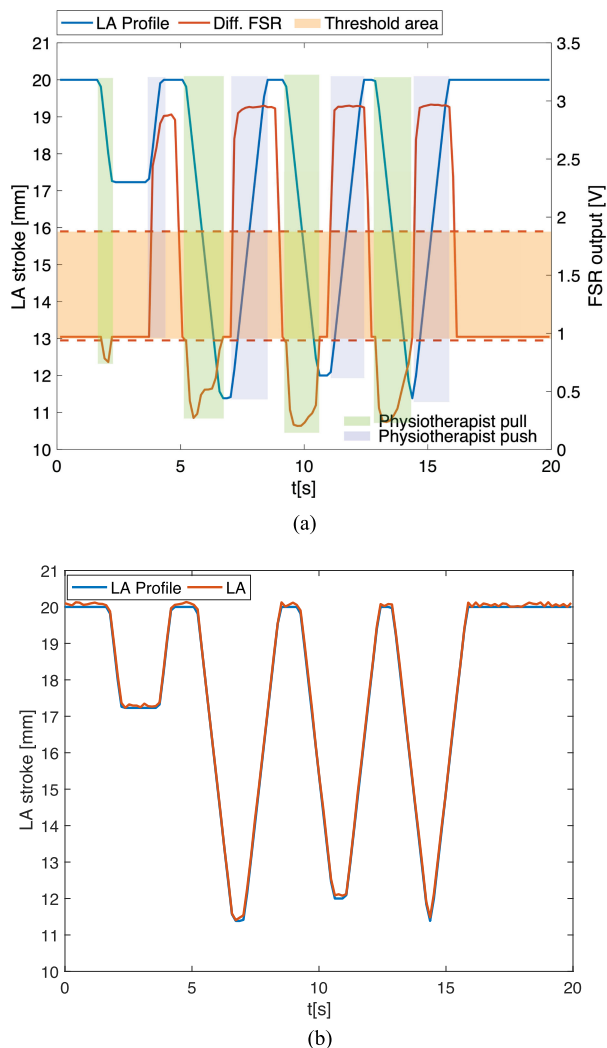 LA Profile Diff. FSR Threshold area
21 3.5
20 3
19
18 2.5
17 2
16
15 1.5
14
13 1
12 0.5
11
10 0
LA stroke [mm]
FSR output [V]
Physiotherapist pull
Physiotherapist push
0 5 10 15 20
t[s]
(a)
21
LA Profile LA
20
19
18
17
16
15
14
13
12
11
10
LA stroke [mm]
0 5 10 15 20
t[s]
(b)